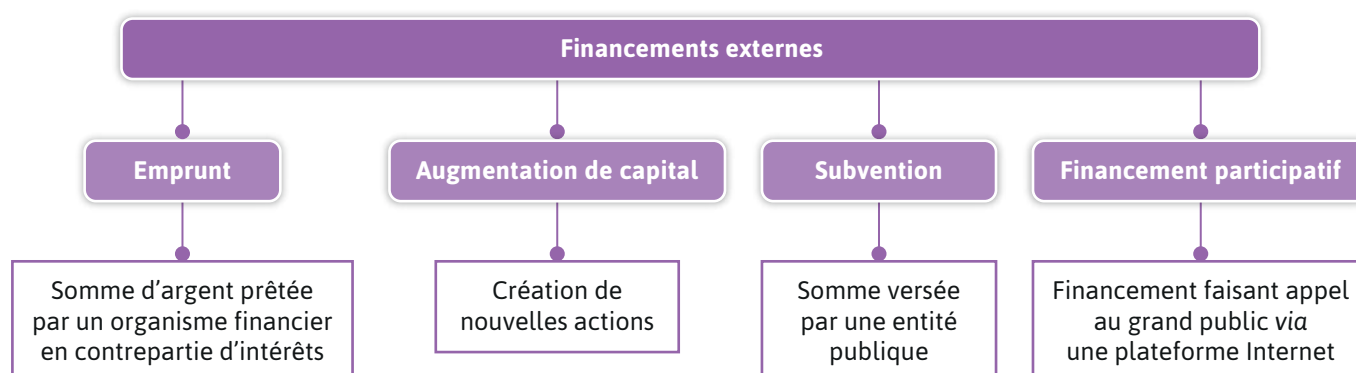 Financements externes
Emprunt
Augmentation de capital
Subvention
Financement participatif
Somme d'argent prêtée
par un organisme financier
en contrepartie d'intérêts
Création de
nouvelles actions
Somme versée
par une entité
publique
Financement faisant appel
au grand public via
une plateforme Internet